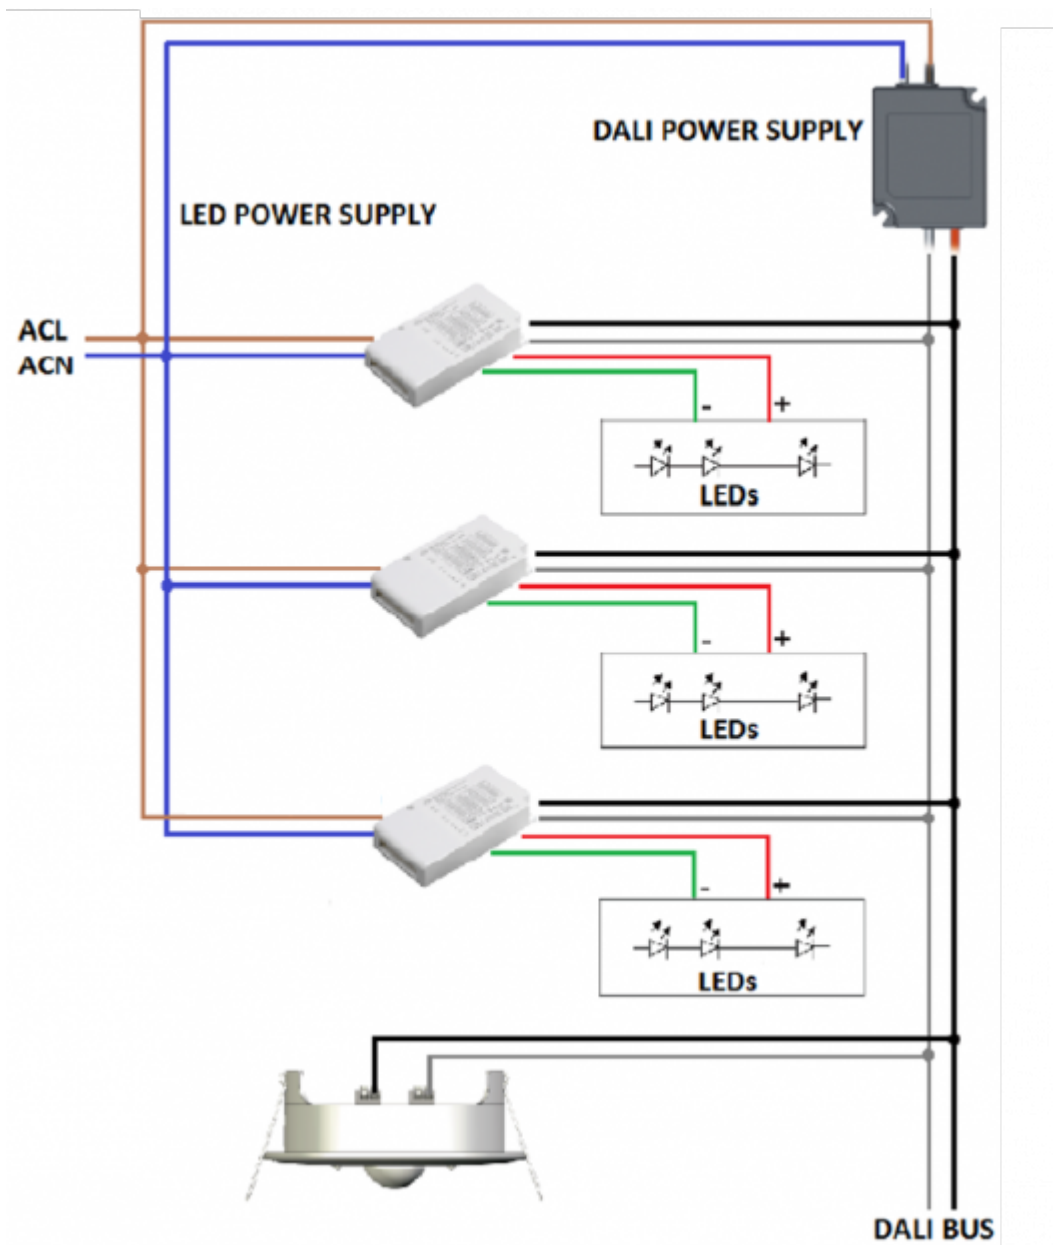 DALI POWER SUPPLY
LED POWER SUPPLY
ACL
ACN
- +
LEDs
- +
LEDs
- +
LEDs
DALI BUS